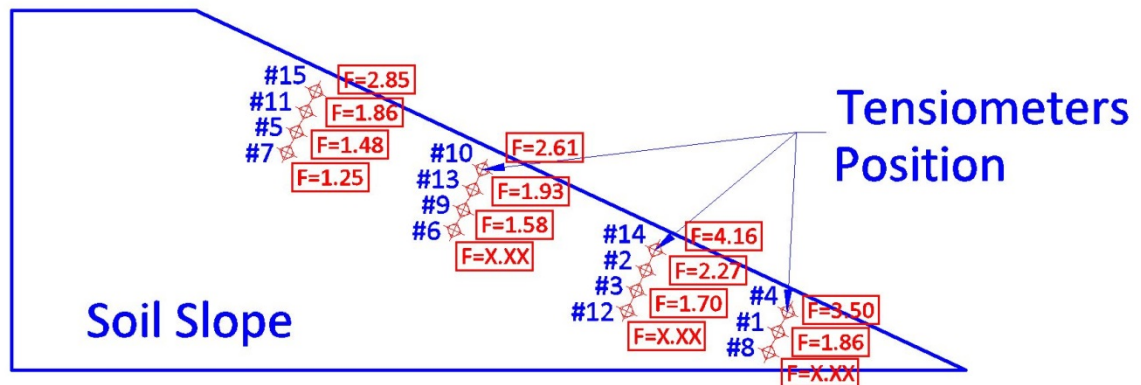 #15 F=2.85
#11 F=1.86
#5 F=1.48
#7 F=1.25
#10 F=2.61
#13 F=1.93
#9 F=1.58
#6 F=X.XX
#14 F=4.16
#2 F=2.27
#3 F=1.70
#12 F=X.XX
#4 F=3.50
#1 F=1.86
#8 F=X.XX
Tensiometers
Position
Soil Slope